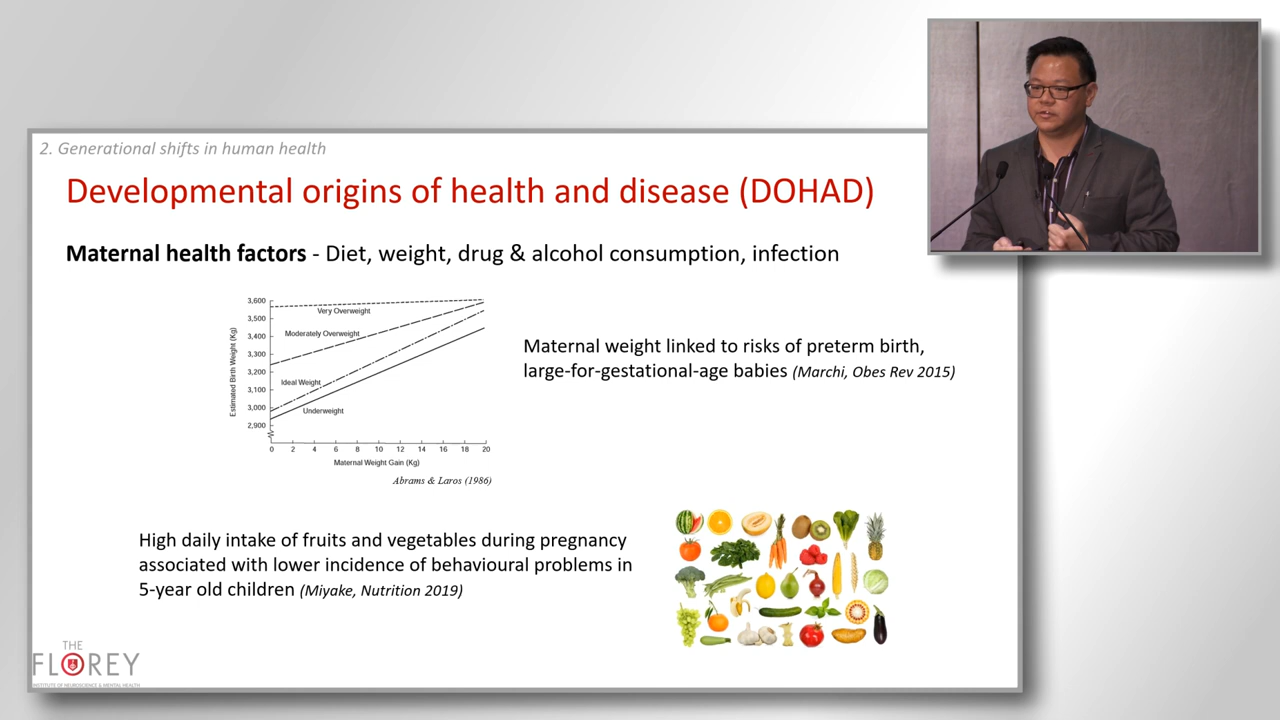 2. Generational shifts in human health
Developmental origins of health and disease (DOHAD)
Maternal health factors - Diet, weight, drug & alcohol consumption, infection
3,600
3,500
3,400
3,300
3,200
3,100
3,000
2,900
Estimated Birth Weight (Kg)
Very Overweight
Moderately Overweight
Ideal Weight
Underweight
0 2 4 6 8 10 12 14 16 18 20
Maternal Weight Gain (Kg)
Abrams & Laros (1986)
Maternal weight linked to risks of preterm birth,
large-for-gestational-age babies (Marchi, Obes Rev 2015)
High daily intake of fruits and vegetables during pregnancy
associated with lower incidence of behavioural problems in
5-year old children (Miyake, Nutrition 2019)
THE
FLOREY
INSTITUTE OF NEUROSCIENCE & MENTAL HEALTH